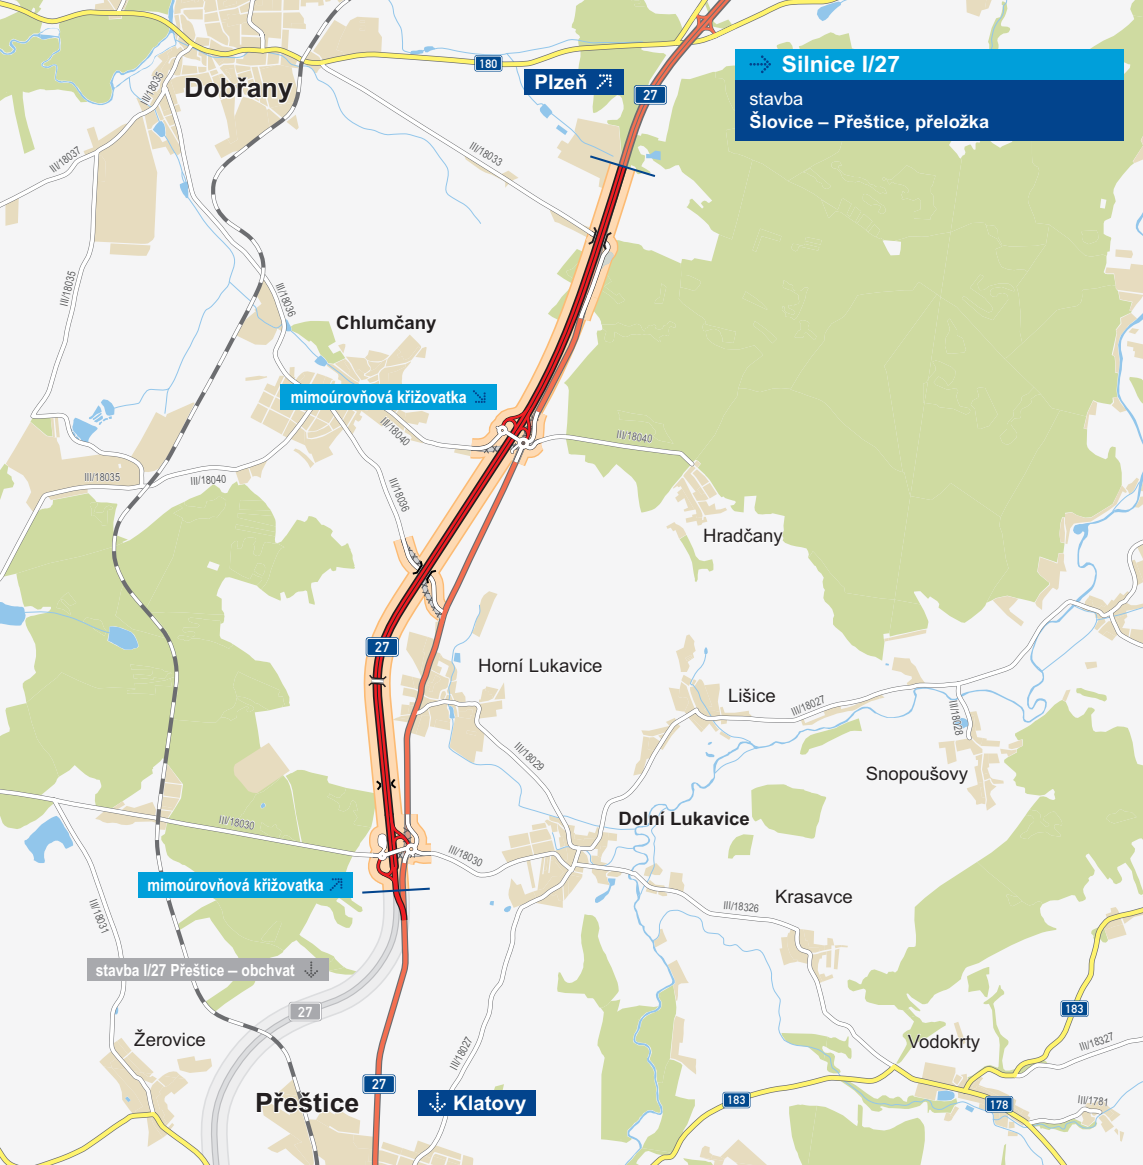 Silnice I/27
stavba
Šlovice – Přeštice, přeložka
180
Plzeň
27
Dobřany
III/18035
III/18037
III/18033
III/18035
III/18036
Chlumčany
mimoúrovňová křižovatka
III/18040
III/18040
III/18035
III/18040
III/18036
Hradčany
27
Horní Lukavice
Lišice
III/18027
III/18028
III/18029
Snopoušovy
III/18030
Dolní Lukavice
III/18030
mimoúrovňová křižovatka
Krasavce
III/18326
III/18031
stavba I/27 Přeštice – obchvat
27
183
Žerovice
Vodokrty
III/18327
III/18027
27
Přeštice
Klatovy
183
178
III/1781